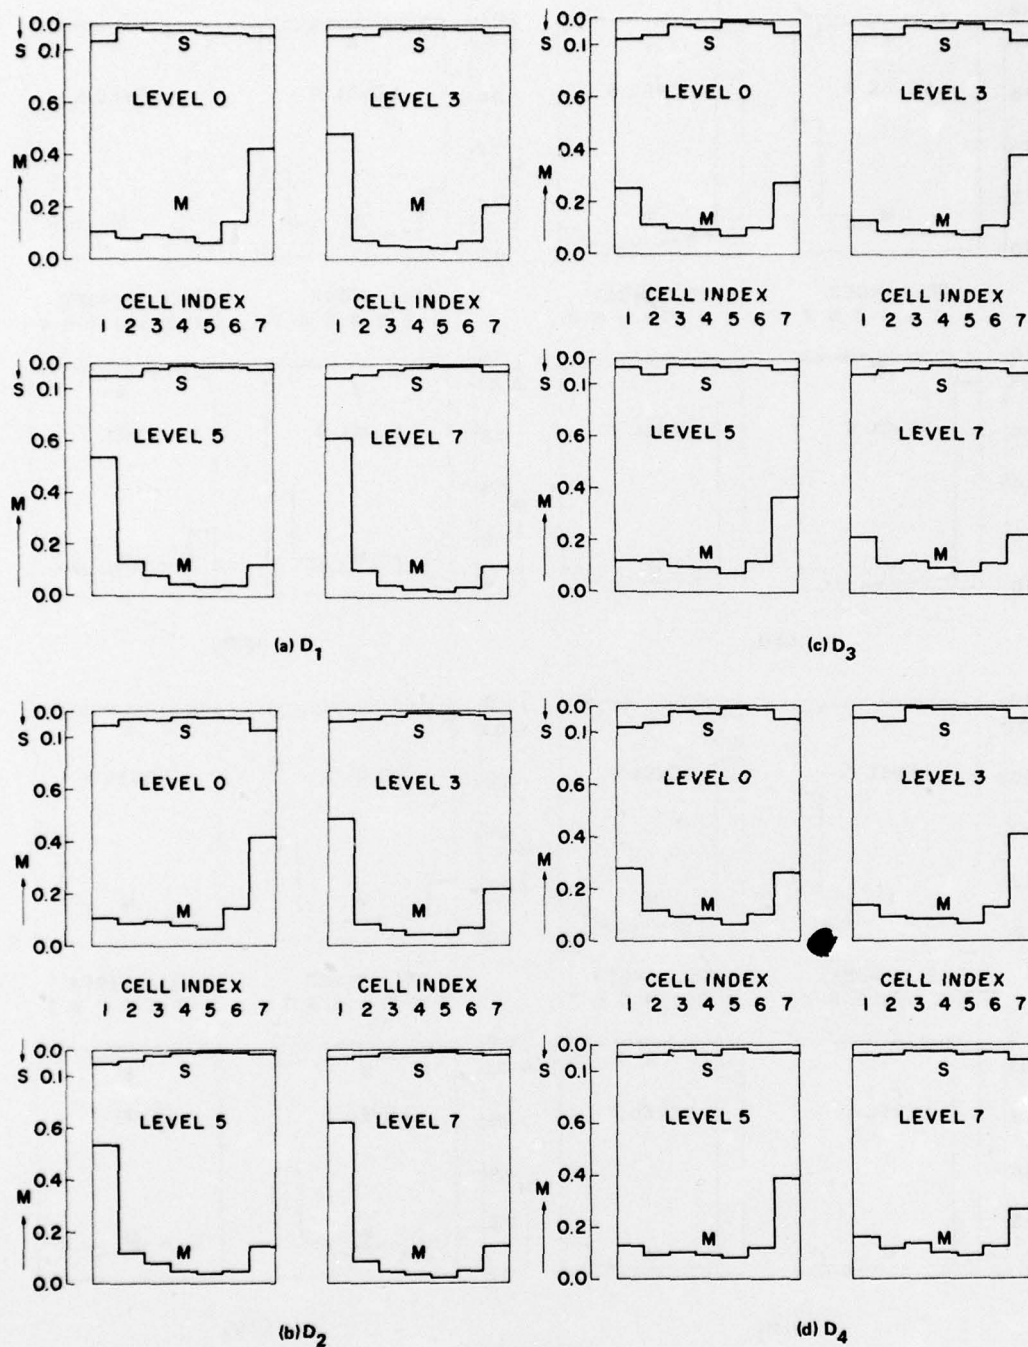 0.0
S
0.1
S
S
LEVEL 0
LEVEL 3
0.6
0.4
M
M
M
0.2
0.0
CELL INDEX
CELL INDEX
1 2 3 4 5 6 7
1 2 3 4 5 6 7
0.0
S
0.1
S
S
LEVEL 5
LEVEL 7
0.6
0.4
M
0.2
M
M
0.0
(a) D1
0.0
S
0.1
S
S
LEVEL 0
LEVEL 3
0.6
0.4
M
0.2
M
M
0.0
CELL INDEX
CELL INDEX
1 2 3 4 5 6 7
1 2 3 4 5 6 7
0.0
S
0.1
S
S
LEVEL 5
LEVEL 7
0.6
0.4
M
0.2
M
M
0.0
(c) D3
0.0
S
0.1
S
S
LEVEL 0
LEVEL 3
0.6
0.4
M
0.2
M
M
0.0
CELL INDEX
CELL INDEX
1 2 3 4 5 6 7
1 2 3 4 5 6 7
0.0
S
0.1
S
S
LEVEL 5
LEVEL 7
0.6
0.4
M
0.2
M
M
0.0
(b) D2
0.0
S
0.1
S
S
LEVEL 0
LEVEL 3
0.6
0.4
M
0.2
M
M
0.0
CELL INDEX
CELL INDEX
1 2 3 4 5 6 7
1 2 3 4 5 6 7
0.0
S
0.1
S
S
LEVEL 5
LEVEL 7
0.6
0.4
M
0.2
M
M
0.0
(d) D4